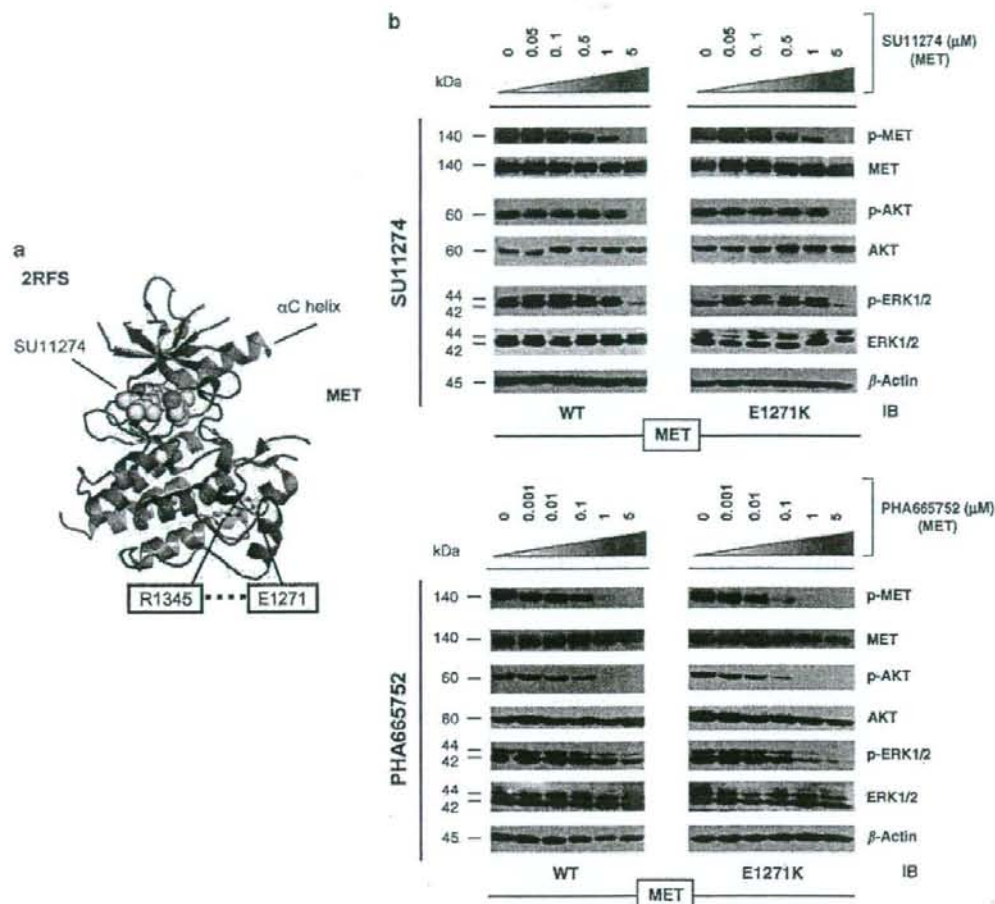 a
2RFS
SU11274
αC helix
MET
R1345
E1271
b
0 0.05 0.1 0.5 1 5
0 0.05 0.1 0.5 1 5
SU11274 (μM)
(MET)
kDa
SU11274
140
p-MET
140
MET
60
p-AKT
60
AKT
44
42
p-ERK1/2
44
42
ERK1/2
45
β-Actin
WT
E1271K
IB
MET
0 0.001 0.01 0.1 1 5
0 0.001 0.01 0.1 1 5
PHA665752 (μM)
(MET)
kDa
PHA665752
140
p-MET
140
MET
60
p-AKT
60
AKT
44
42
p-ERK1/2
44
42
ERK1/2
45
β-Actin
WT
E1271K
IB
MET